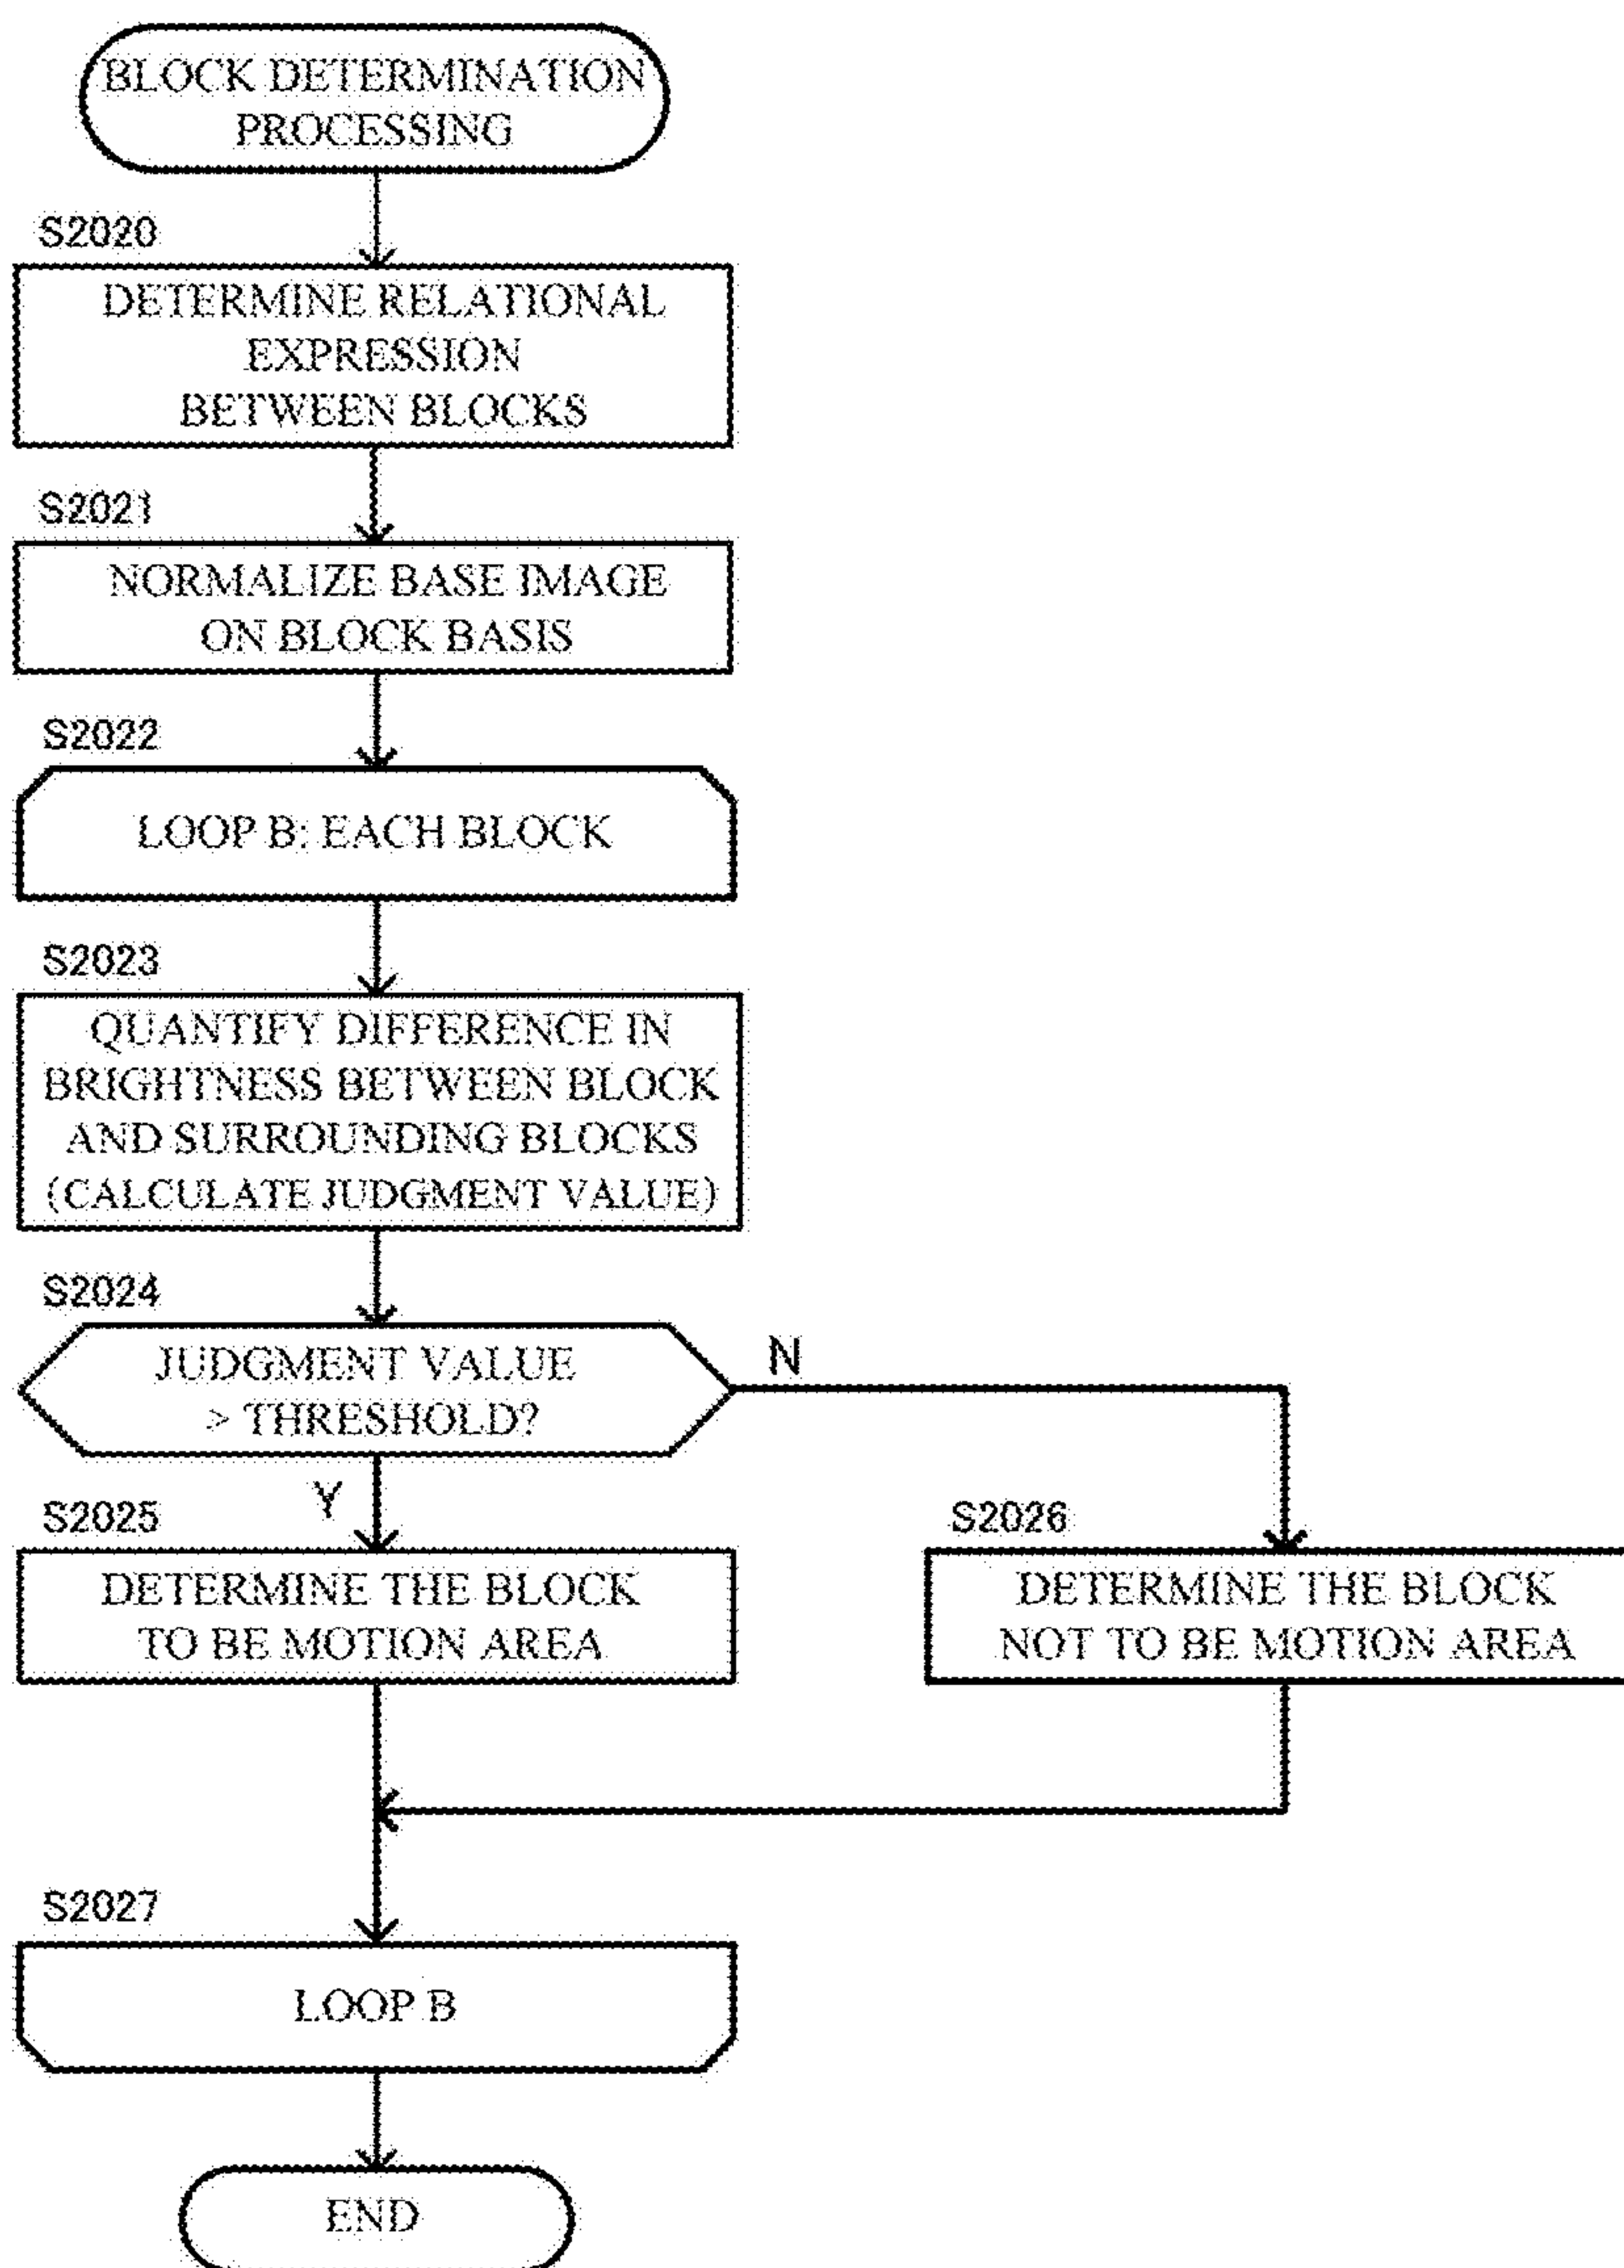 BLOCK DETERMINATION
PROCESSING
S2020
DETERMINE RELATIONAL
EXPRESSION
BETWEEN BLOCKS
S2021
NORMALIZE BASE IMAGE
ON BLOCK BASIS
S2022
LOOP B: EACH BLOCK
S2023
QUANTIFY DIFFERENCE IN
BRIGHTNESS BETWEEN BLOCK
AND SURROUNDING BLOCKS
(CALCULATE JUDGMENT VALUE)
S2024
JUDGMENT VALUE
> THRESHOLD?
N
Y
S2025
DETERMINE THE BLOCK
TO BE MOTION AREA
S2026
DETERMINE THE BLOCK
NOT TO BE MOTION AREA
S2027
LOOP B
END